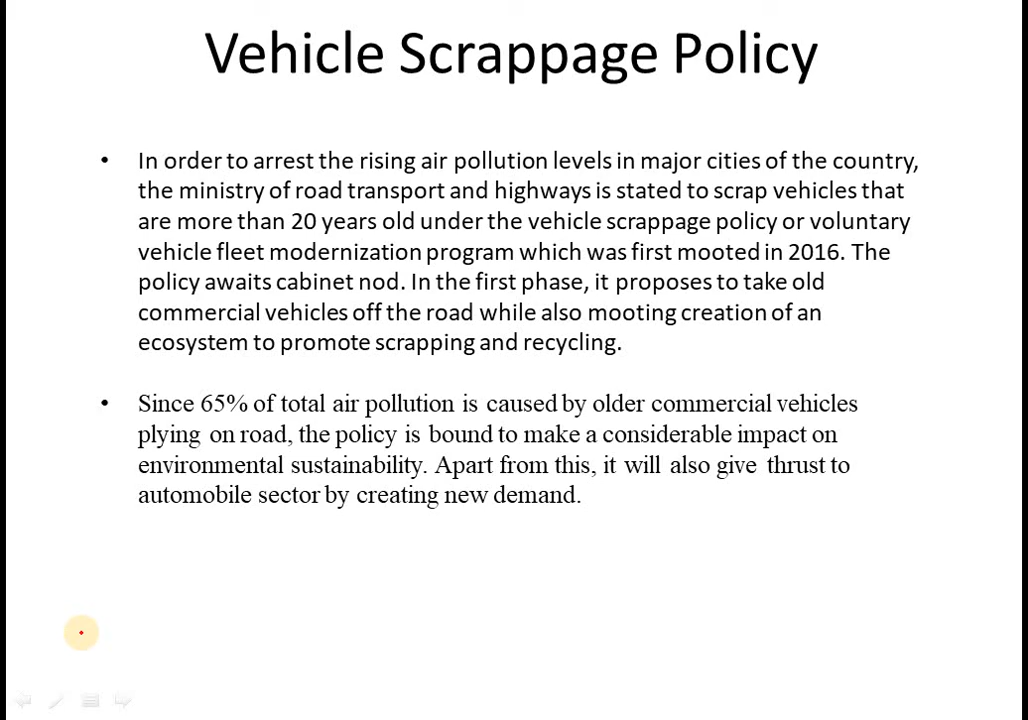 Vehicle Scrappage Policy
• In order to arrest the rising air pollution levels in major cities of the country,
the ministry of road transport and highways is stated to scrap vehicles that
are more than 20 years old under the vehicle scrappage policy or voluntary
vehicle fleet modernization program which was first mooted in 2016. The
policy awaits cabinet nod. In the first phase, it proposes to take old
commercial vehicles off the road while also mooting creation of an
ecosystem to promote scrapping and recycling.
• Since 65% of total air pollution is caused by older commercial vehicles
plying on road, the policy is bound to make a considerable impact on
environmental sustainability. Apart from this, it will also give thrust to
automobile sector by creating new demand.